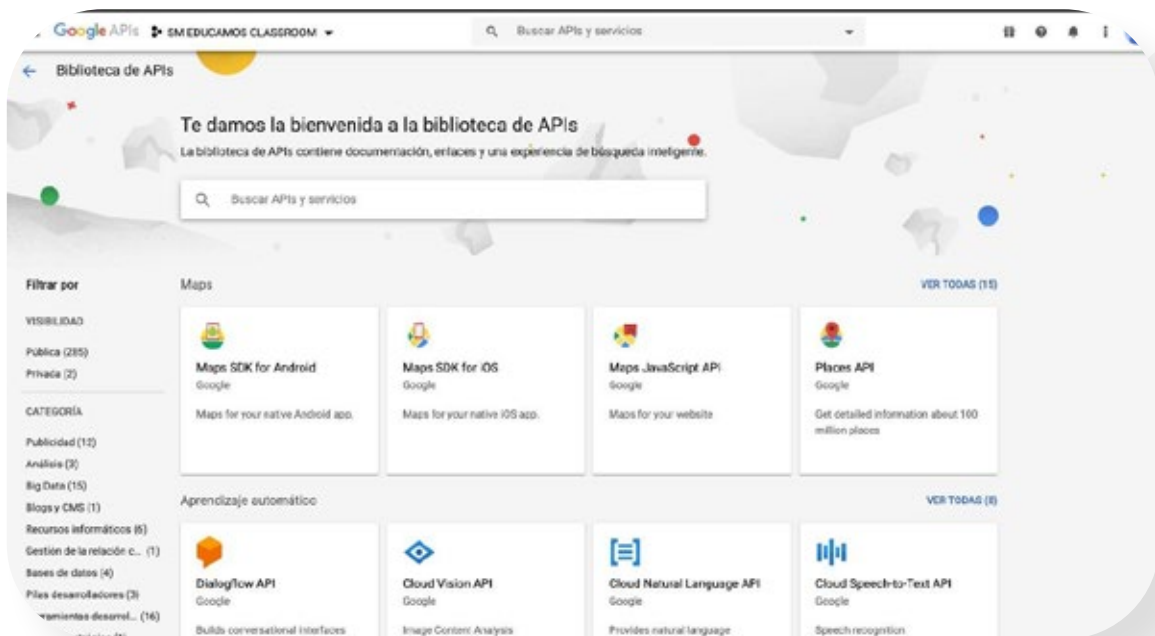 Google APIs SM EDUCAMOS CLASSROOM Buscar APIs y servicios
Biblioteca de APIs
Te damos la bienvenida a la biblioteca de APIs
La biblioteca de APIs contiene documentación, enlaces y una experiencia de búsqueda inteligente.
Buscar APIs y servicios
Filtrar por
VISIBILIDAD
Pública (285)
Privada (2)
CATEGORÍA
Publicidad (12)
Análisis (3)
Big Data (15)
Blogs y CMS (1)
Recursos informáticos (6)
Gestión de la relación c... (1)
Bases de datos (4)
Pilas desarrolladores (3)
desarrol... (16)
Maps VER TODAS (15)
Maps SDK for Android
Google
Maps for your native Android app.
Maps SDK for iOS
Google
Maps for your native iOS app.
Maps JavaScript API
Google
Maps for your website
Places API
Google
Get detailed information about 100
million places
Aprendizaje automático VER TODAS (8)
Dialogflow API
Google
Builds conversational interfaces
Cloud Vision API
Google
Image Content Analysis
Cloud Natural Language API
Google
Provides natural language
Cloud Speech-to-Text API
Google
Speech recognition